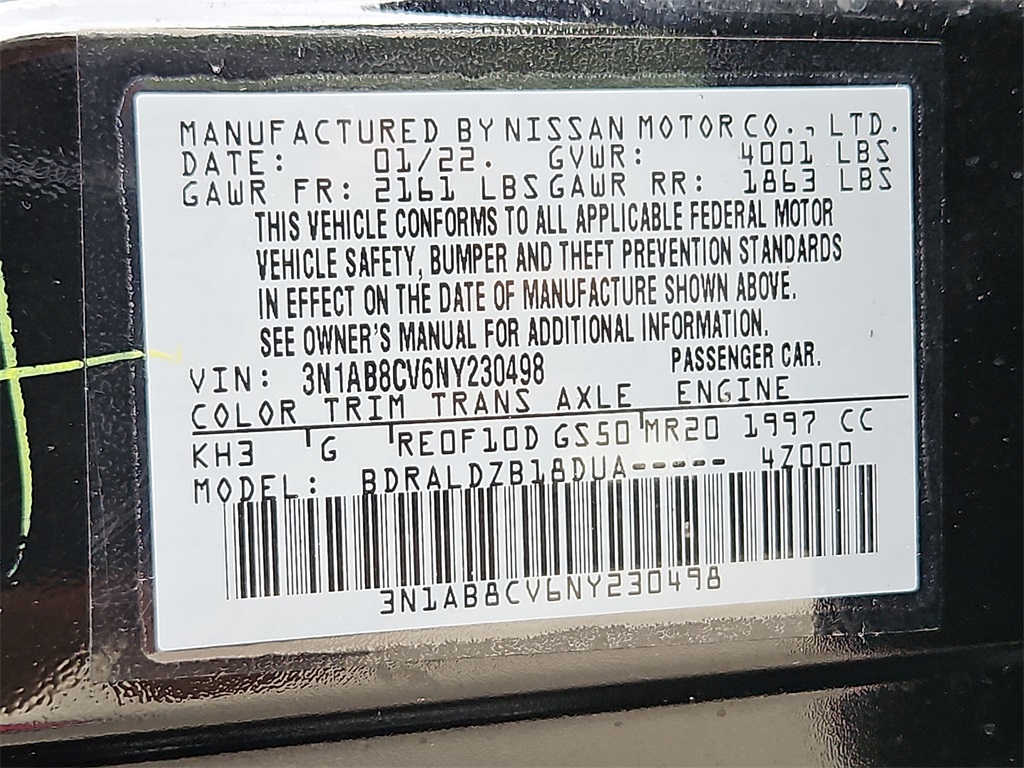 MANUFACTURED BY NISSAN MOTOR CO., LTD.
DATE: 01/22. GVWR: 4001 LBS
GAWR FR: 2161 LBS GAWR RR: 1863 LBS
THIS VEHICLE CONFORMS TO ALL APPLICABLE FEDERAL MOTOR
VEHICLE SAFETY, BUMPER AND THEFT PREVENTION STANDARDS
IN EFFECT ON THE DATE OF MANUFACTURE SHOWN ABOVE.
SEE OWNER'S MANUAL FOR ADDITIONAL INFORMATION.
VIN: 3N1AB8CV6NY230498 PASSENGER CAR.
COLOR TRIM TRANS AXLE ENGINE
KH3 G RE0F10D GS50 MR20 1997 CC
MODEL: BDRALDZB18DUA----- 4Z000
3N1AB8CV6NY230498